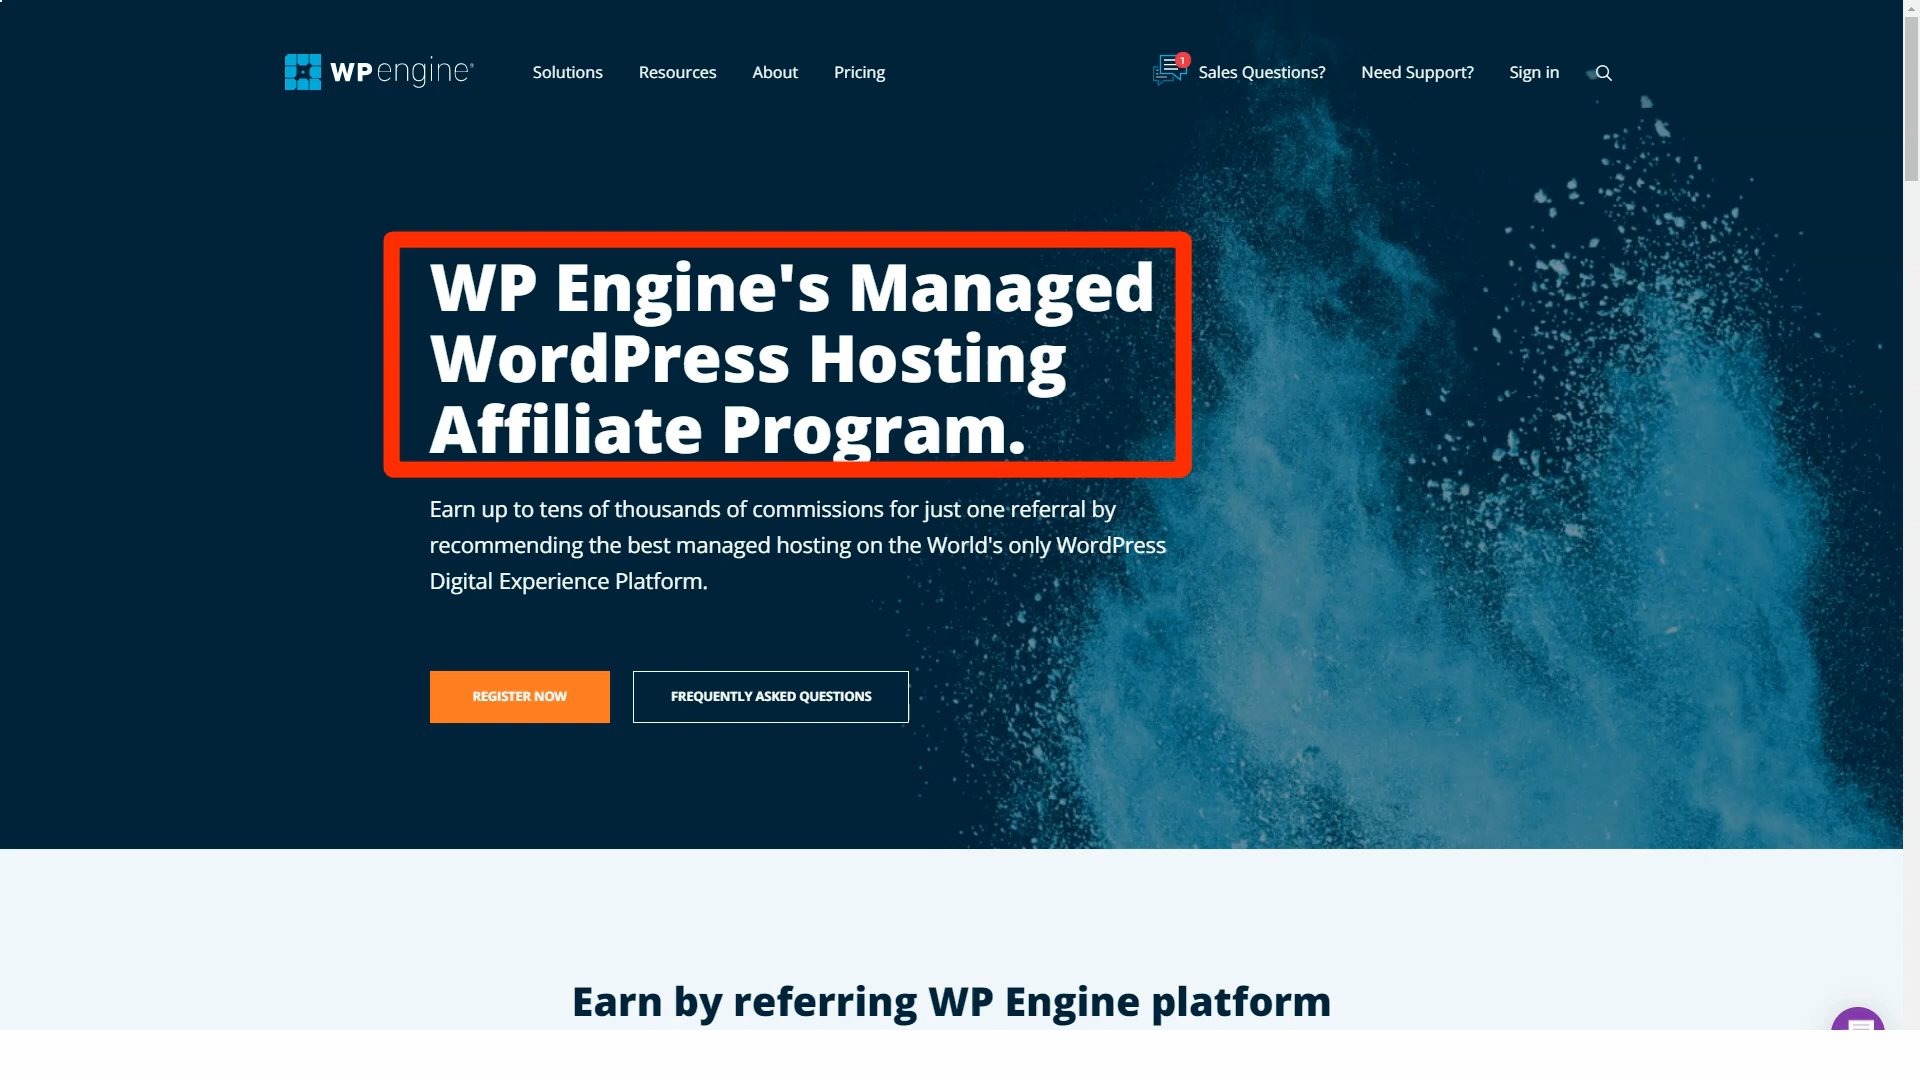 WP engine®
Solutions
Resources
About
Pricing
1
Sales Questions?
Need Support?
Sign in
WP Engine's Managed
WordPress Hosting
Affiliate Program.
Earn up to tens of thousands of commissions for just one referral by
recommending the best managed hosting on the World's only WordPress
Digital Experience Platform.
REGISTER NOW
FREQUENTLY ASKED QUESTIONS
Earn by referring WP Engine platform